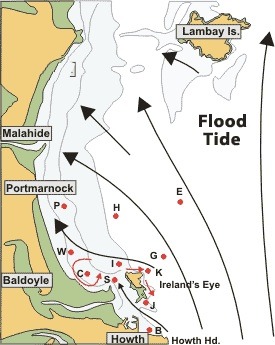 Lambay Is.
Flood
Tide
Malahide
Portmarnock
P
E
H
W
G
I
K
C
S
Ireland's Eye
Baldoyle
J
B
Howth
Howth Hd.